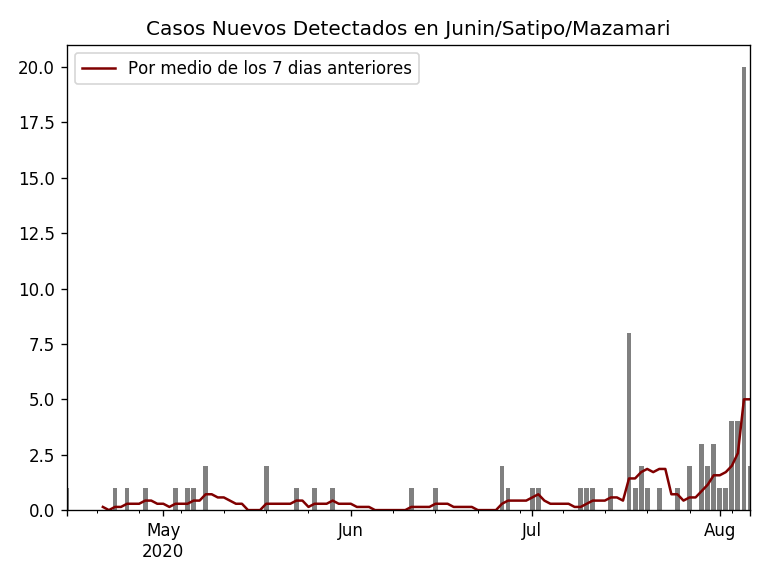 Casos Nuevos Detectados en Junin/Satipo/Mazamari
Por medio de los 7 dias anteriores
20.0
17.5
15.0
12.5
10.0
7.5
5.0
2.5
0.0
May
2020
Jun
Jul
Aug